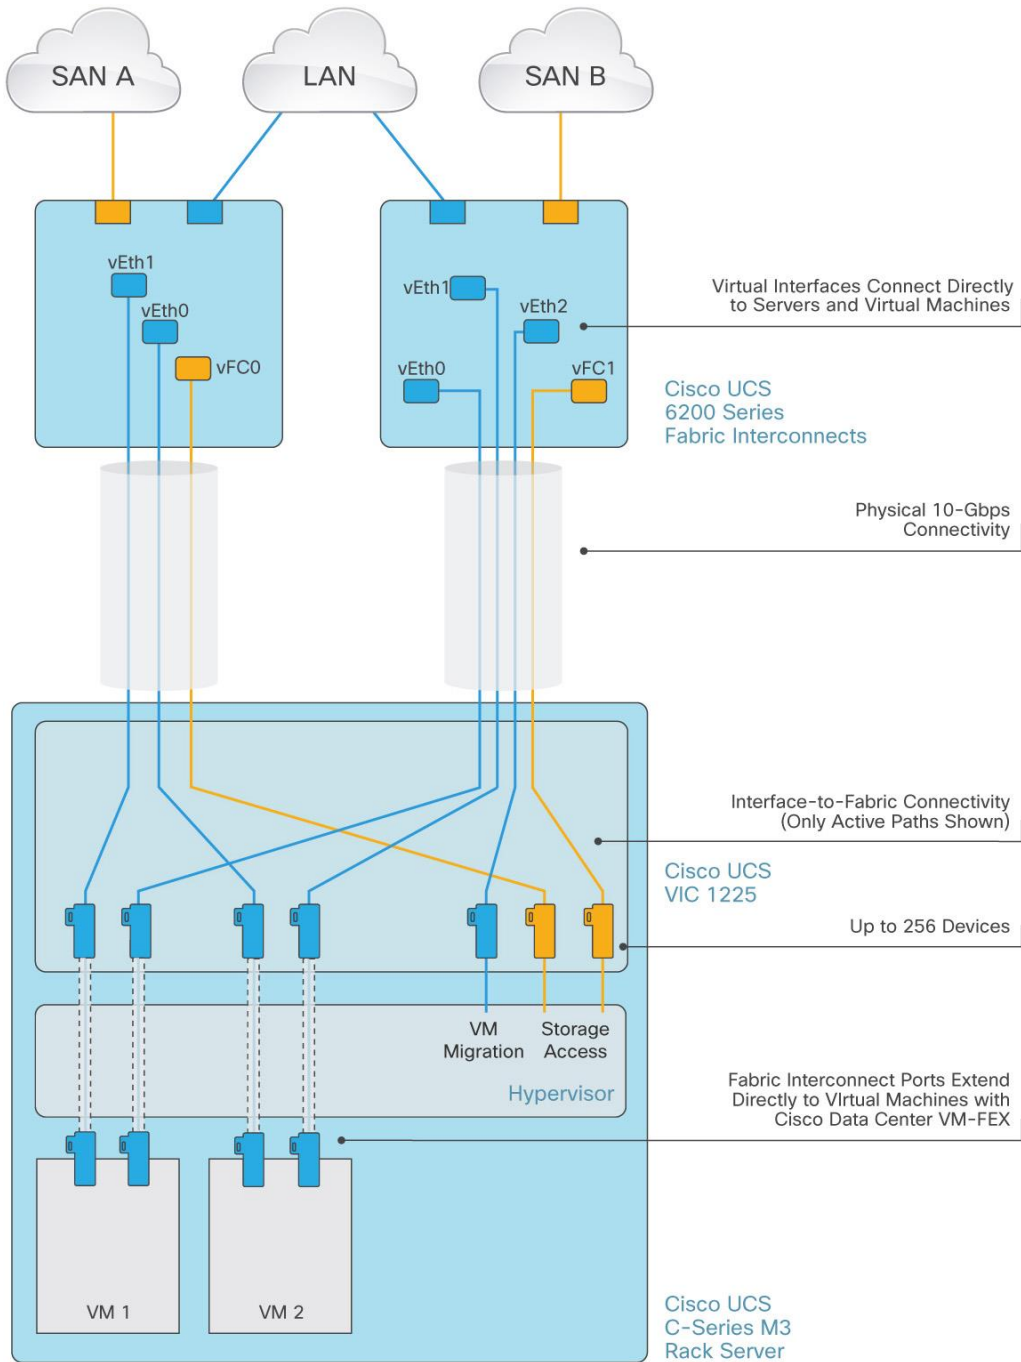 SAN A
LAN
SAN B
vEth1
vEth0
vFC0
vEth1
vEth2
vEth0
vFC1
Virtual Interfaces Connect Directly
to Servers and Virtual Machines
Cisco UCS
6200 Series
Fabric Interconnects
Physical 10-Gbps
Connectivity
Interface-to-Fabric Connectivity
(Only Active Paths Shown)
Cisco UCS
VIC 1225
Up to 256 Devices
VM
Migration
Storage
Access
Hypervisor
Fabric Interconnect Ports Extend
Directly to VIrtual Machines with
Cisco Data Center VM-FEX
VM 1
VM 2
Cisco UCS
C-Series M3
Rack Server